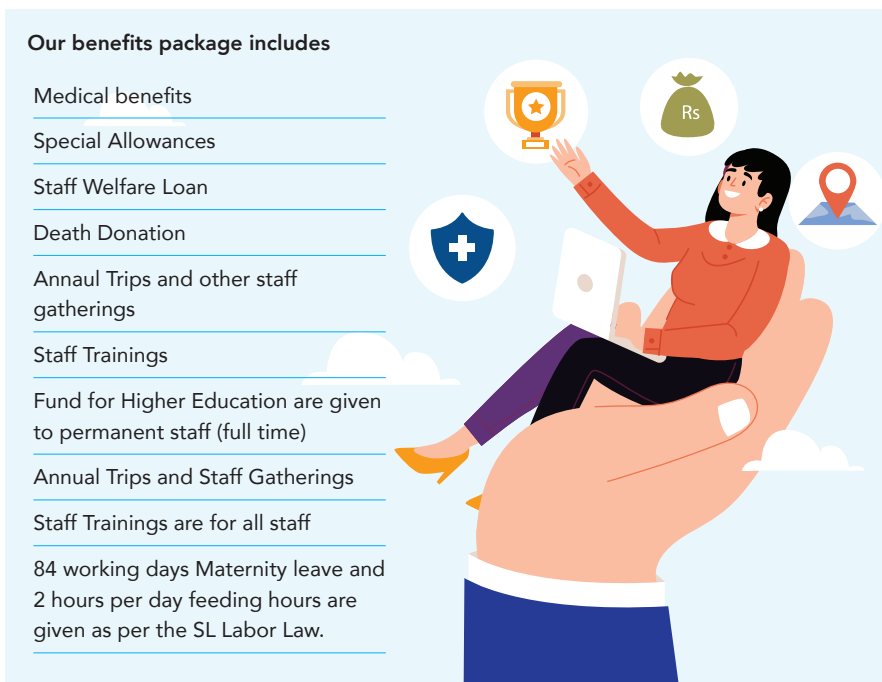 Our benefits package includes
Medical benefits
Special Allowances
Staff Welfare Loan
Death Donation
Annaul Trips and other staff
gatherings
Staff Trainings
Fund for Higher Education are given
to permanent staff (full time)
Annual Trips and Staff Gatherings
Staff Trainings are for all staff
84 working days Maternity leave and
2 hours per day feeding hours are
given as per the SL Labor Law.
Rs